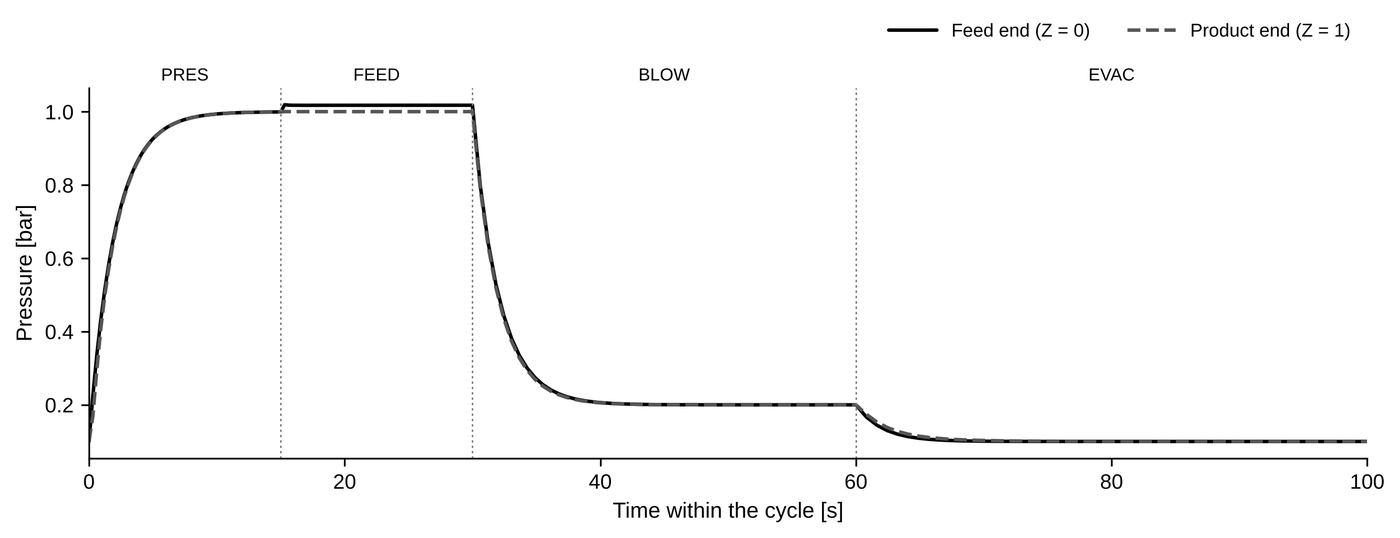 Feed end (Z = 0) Product end (Z = 1)
PRES FEED BLOW EVAC
1.0
0.8
0.6
0.4
0.2
Pressure [bar]
0 20 40 60 80 100
Time within the cycle [s]